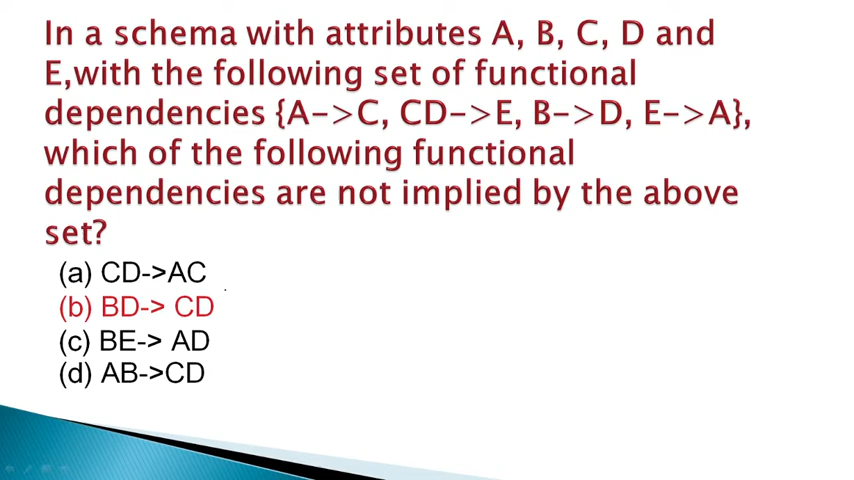 In a schema with attributes A, B, C, D and
E,with the following set of functional
dependencies {A->C, CD->E, B->D, E->A},
which of the following functional
dependencies are not implied by the above
set?
(a) CD->AC
(b) BD-> CD
(c) BE-> AD
(d) AB->CD